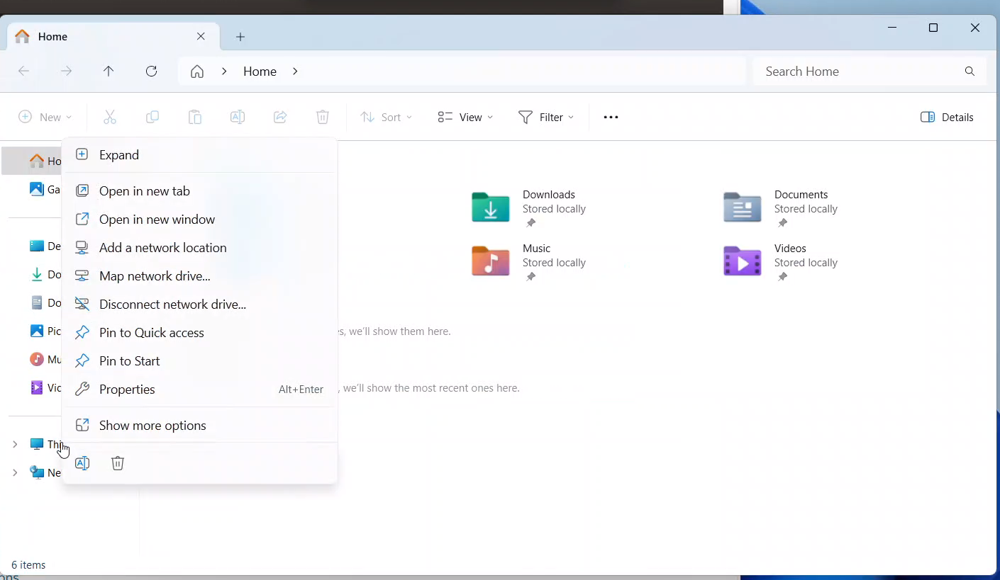 Home
Home
Search Home
New
Sort
View
Filter
Details
Ho
Ga
De
Do
Do
Pic
Mu
Vic
Thi
Ne
Expand
Open in new tab
Open in new window
Add a network location
Map network drive...
Disconnect network drive...
Pin to Quick access
Pin to Start
Properties Alt+Enter
Show more options
Downloads
Stored locally
Documents
Stored locally
Music
Stored locally
Videos
Stored locally
s, we'll show them here.
, we'll show the most recent ones here.
6 items